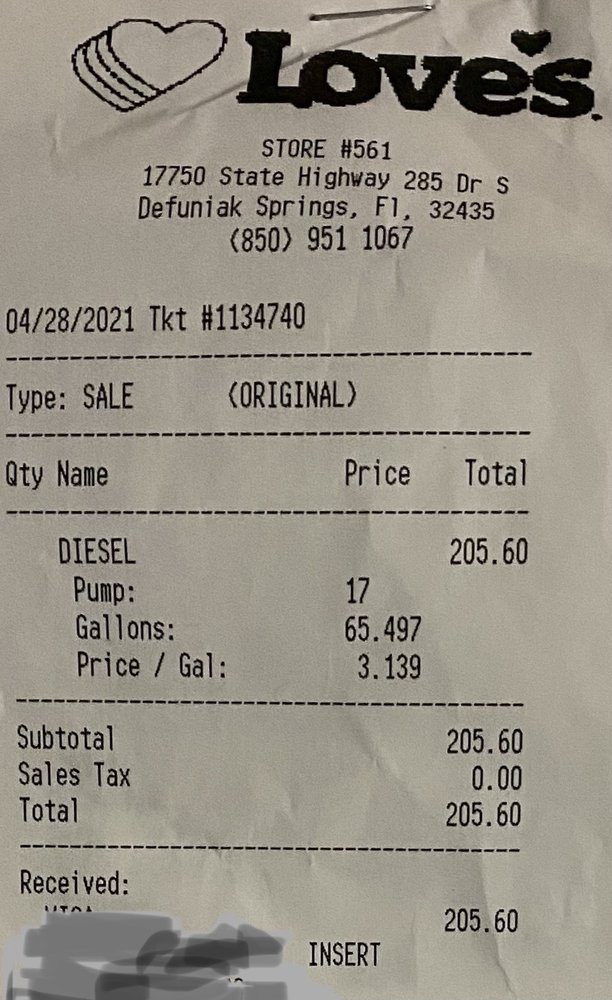 Love's
STORE #561
17750 State Highway 285 Dr S
Defuniak Springs, Fl, 32435
(850) 951 1067
04/28/2021 Tkt #1134740
Type: SALE (ORIGINAL)
Qty Name Price Total
DIESEL 205.60
Pump: 17
Gallons: 65.497
Price / Gal: 3.139
Subtotal 205.60
Sales Tax 0.00
Total 205.60
Received:
205.60
INSERT